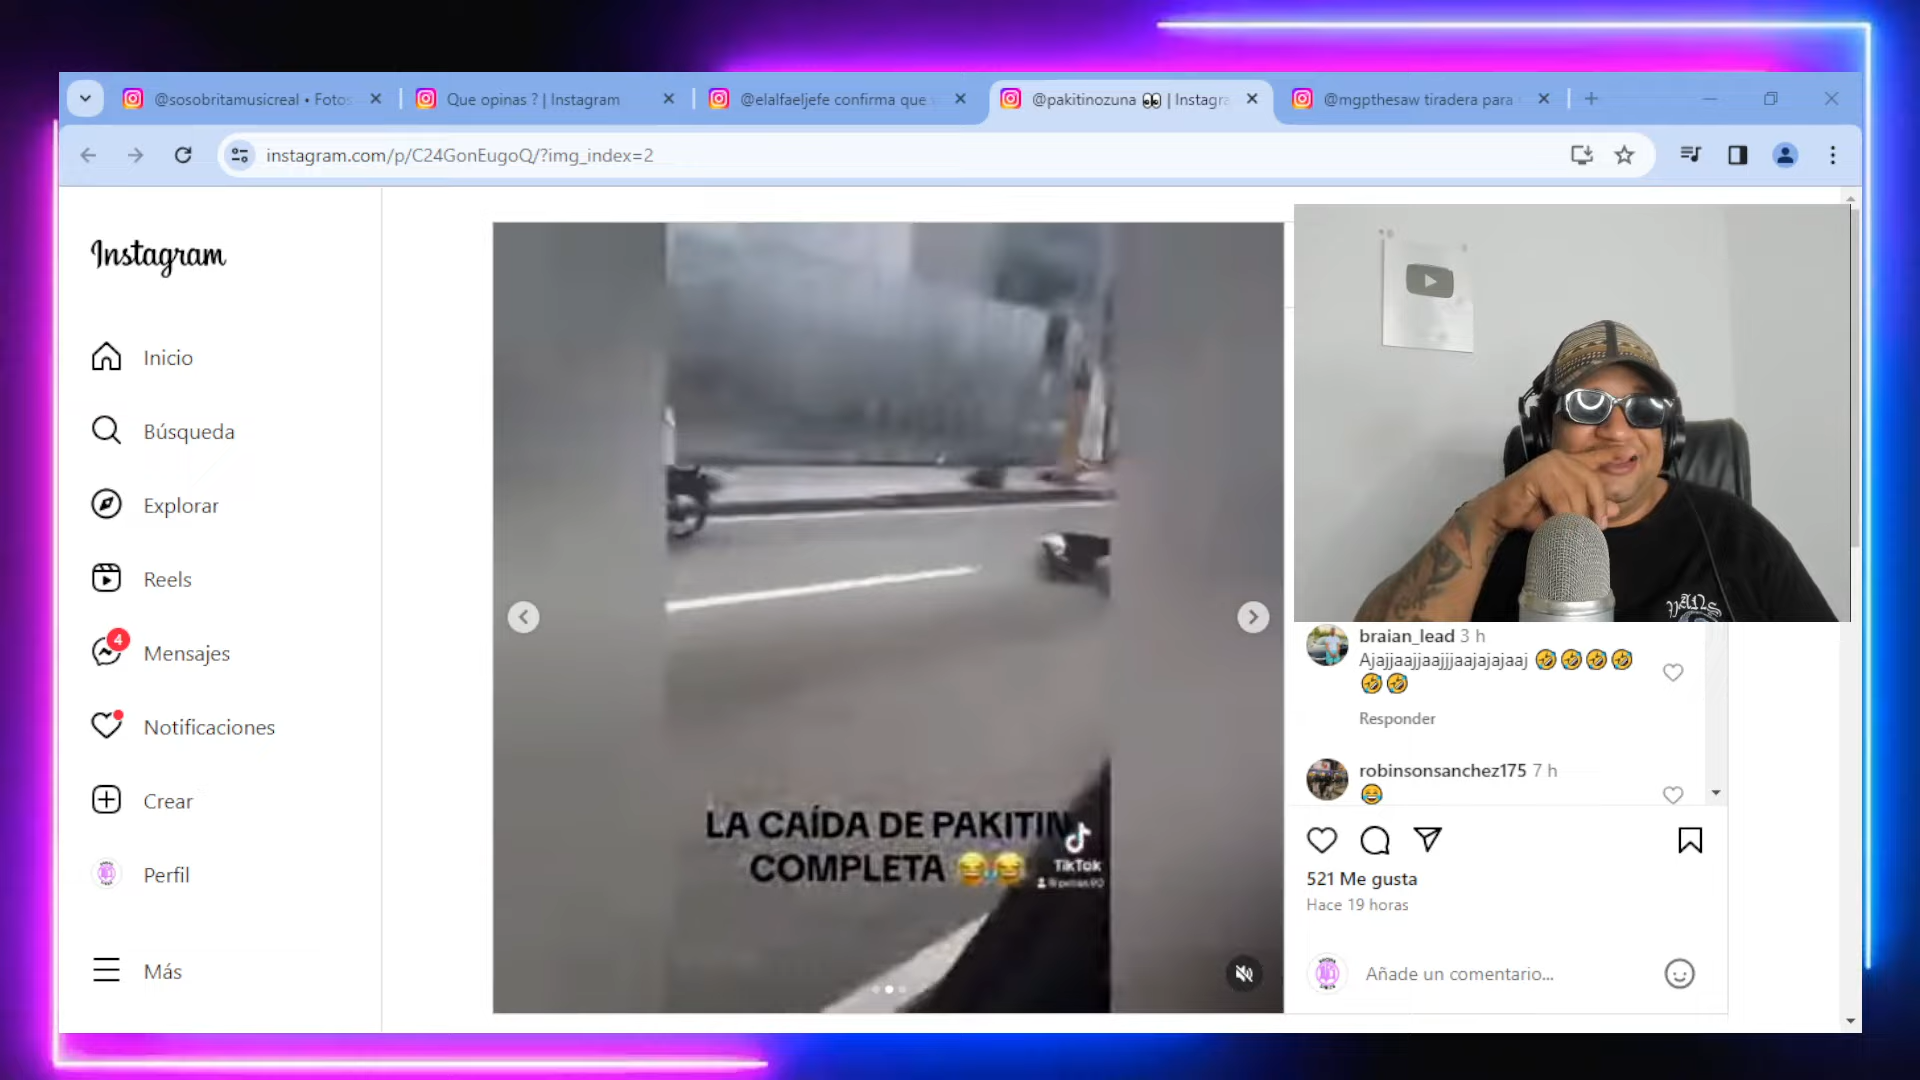 @sosobritamusicreal • Fotos
Que opinas ? | Instagram
@elalfaeljefe confirma que
@pakitinozuna 👀 | Instagra
@mgpthesaw tiradera para
instagram.com/p/C24GonEugoQ/?img_index=2
Instagram
Inicio
Búsqueda
Explorar
Reels
4
Mensajes
Notificaciones
Crear
Perfil
Más
LA CAÍDA DE PAKITIN
COMPLETA 😂😂
TikTok
VANS
braian_lead 3 h
Ajajjaajjaajjjaajajajaaj 🤣🤣🤣🤣
🤣🤣
Responder
robinsonsanchez175 7 h
😂
521 Me gusta
Hace 19 horas
Añade un comentario...